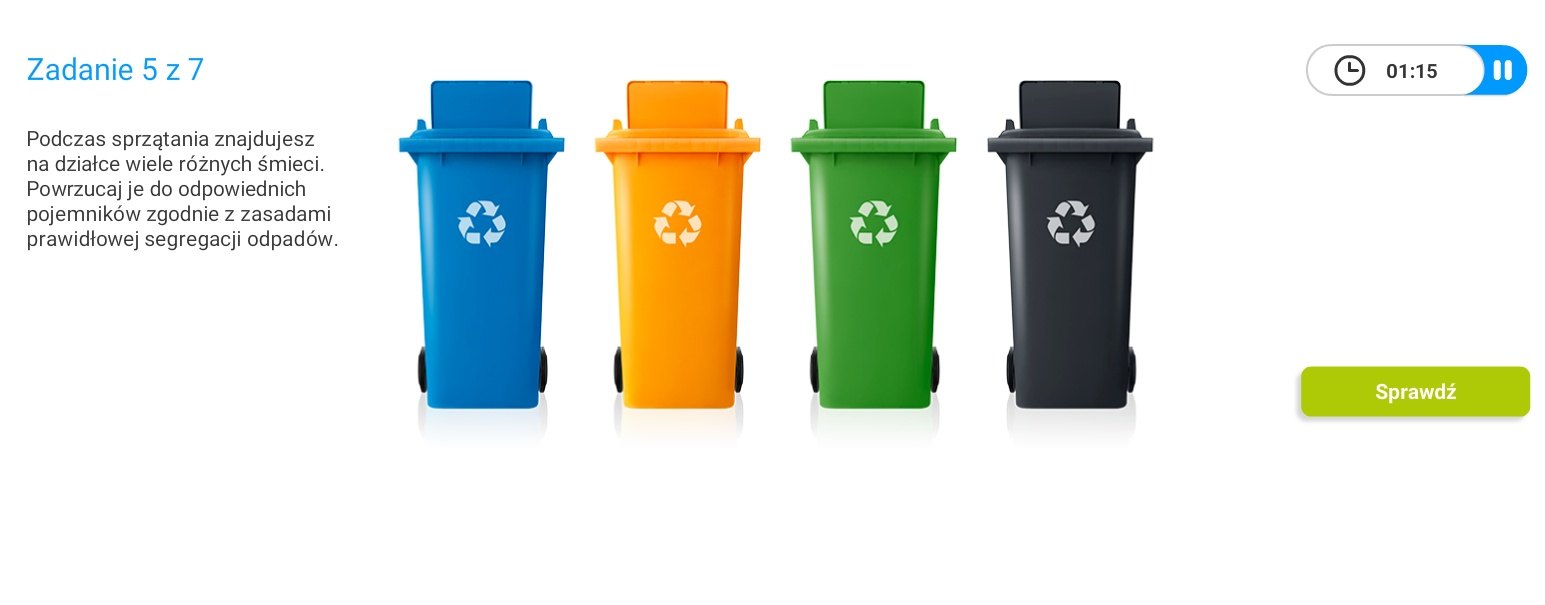 Zadanie 5 z 7
01:15
Podczas sprzątania znajdujesz
na działce wiele różnych śmieci.
Powrzucaj je do odpowiednich
pojemników zgodnie z zasadami
prawidłowej segregacji odpadów.
Sprawdź